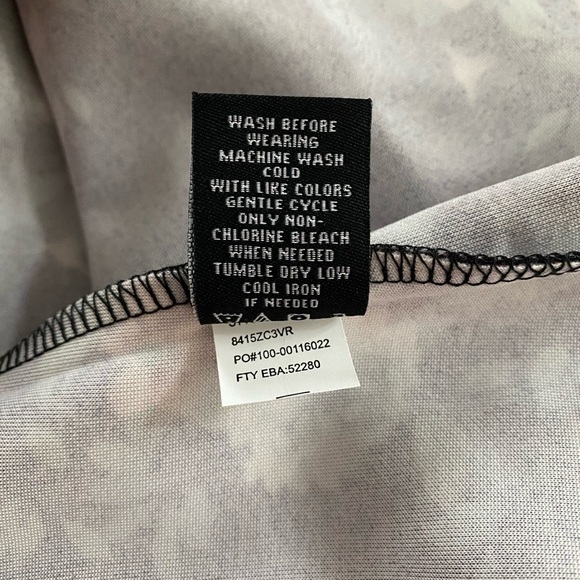 WASH BEFORE
WEARING
MACHINE WASH
COLD
WITH LIKE COLORS
GENTLE CYCLE
ONLY NON-
CHLORINE BLEACH
WHEN NEEDED
TUMBLE DRY LOW
COOL IRON
IF NEEDED
8415ZC3VR
PO#100-00116022
FTY EBA:52280